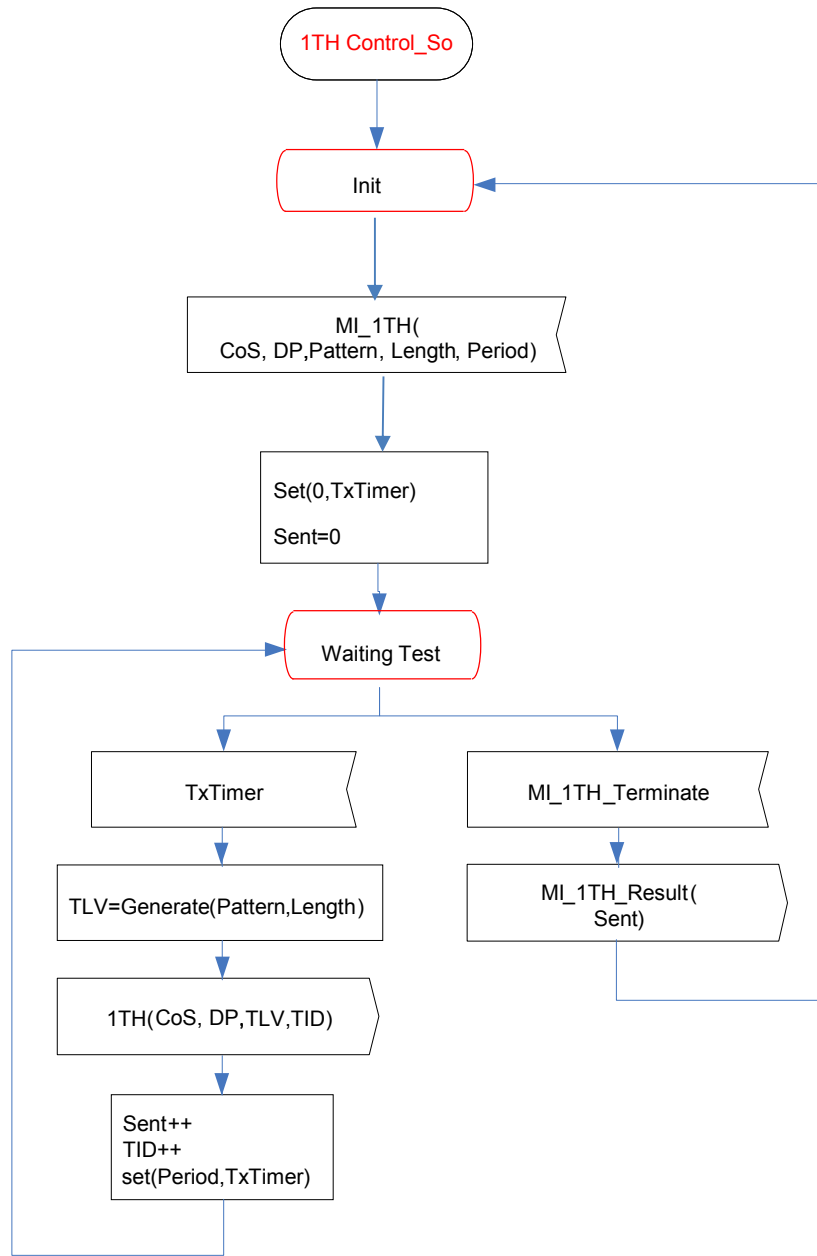 1TH Control_So
Init
MI_1TH(
CoS, DP,Pattern, Length, Period)
Set(0,TxTimer)
Sent=0
Waiting Test
TxTimer
TLV=Generate(Pattern,Length)
1TH(CoS, DP,TLV,TID)
Sent++
TID++
set(Period,TxTimer)
MI_1TH_Terminate
MI_1TH_Result(
Sent)